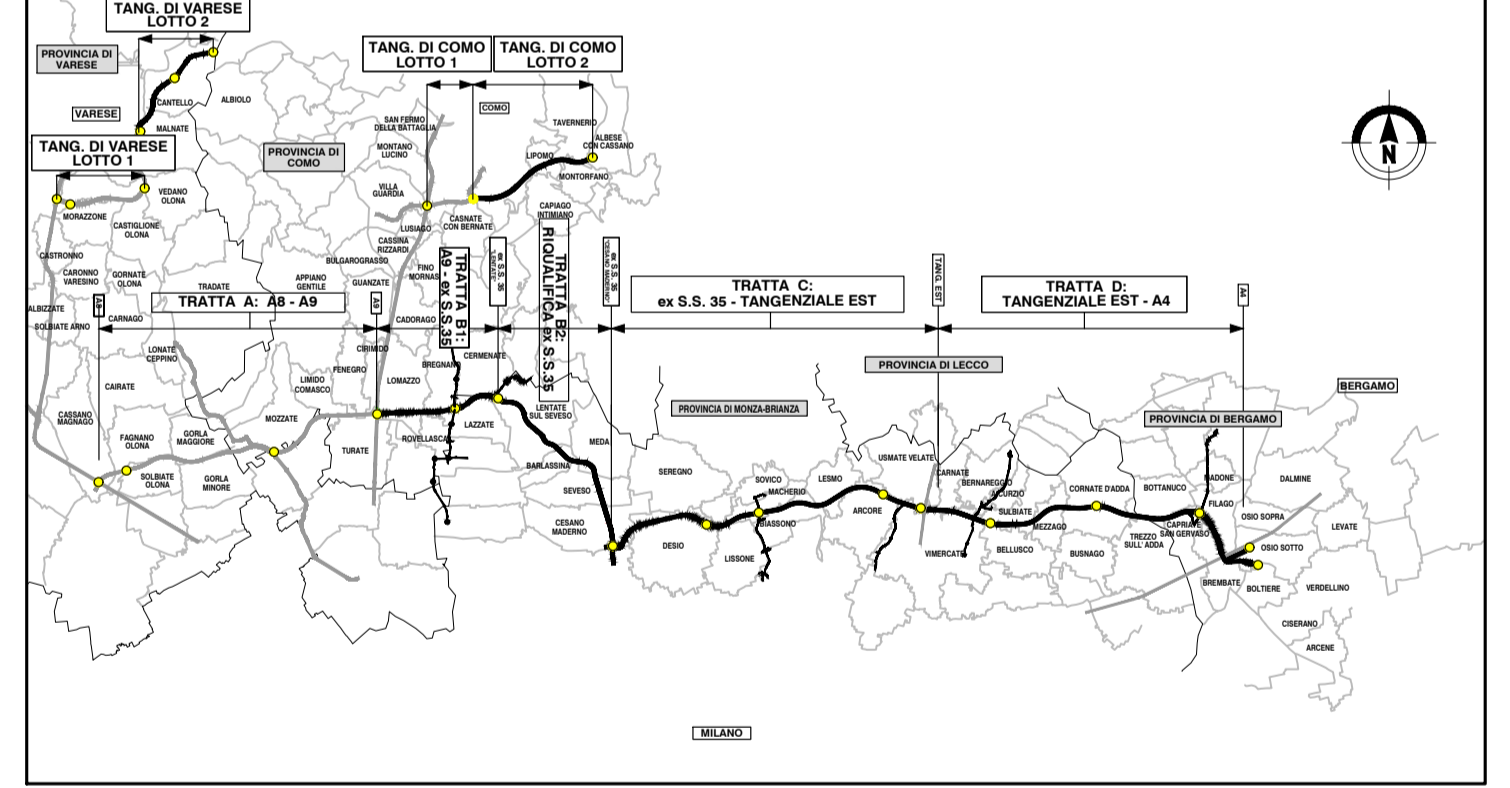 TANG. DI VARESE
LOTTO 2
PROVINCIA DI
VARESE
VARESE
CANTELLO
ALBIOLO
MALNATE
TANG. DI VARESE
LOTTO 1
TANG. DI COMO
LOTTO 1
TANG. DI COMO
LOTTO 2
COMO
SAN FERMO
DELLA BATTAGLIA
TAVERNERIO
ALBESE
CON CASSANO
PROVINCIA DI
COMO
MONTANO
LUCINO
LIPOMO
MONTORFANO
VILLA
GUARDIA
VEDANO
OLONA
MORAZZONE
CASTIGLIONE
OLONA
CAPIAGO
INTIMIANO
CASNATE
CON BERNATE
LUSIAGO
CASSINA
RIZZARDI
CASTRONNO
BULGAROGRASSO
CARONNO
VARESINO
GORNATE
OLONA
APPIANO
GENTILE
GUANZATE
FINO
MORNAS
TRADATE
N
TRATTA B1:
A9 - ex S.S.35
ex S.S. 35
"LENTATE"
TRATTA B2:
RIQUALIFICA ex S.S.35
ex S.S. 35
"CESANO MADERNO"
TRATTA C:
ex S.S. 35 - TANGENZIALE EST
TANG. EST
TRATTA D:
TANGENZIALE EST - A4
A4
A8
TRATTA A: A8 - A9
A9
ALBIZZATE
SOLBIATE ARNO
CARNAGO
CADORAGO
CIRIMIDO
LONATE
CEPPINO
FENEGRO
BREGNANO
CERMENATE
LIMIDO
COMASCO
LOMAZZO
CAIRATE
PROVINCIA DI LECCO
BERGAMO
PROVINCIA DI MONZA-BRIANZA
PROVINCIA DI BERGAMO
CASSANO
MAGNAGO
MOZZATE
LENTATE
SUL SEVESO
LAZZATE
FAGNANO
OLONA
GORLA
MAGGIORE
ROVELLASCA
TURATE
MEDA
SOLBIATE
OLONA
GORLA
MINORE
BARLASSINA
SEVESO
SEREGNO
SOVICO
MACHERIO
LESMO
USMATE VELATE
CARNATE
BERNAREGGIO
AICURZIO
SULBIATE
CORNATE D'ADDA
BOTTANUCO
MADONE
FILAGO
DALMINE
CESANO
MADERNO
DESIO
BIASSONO
LISSONE
ARCORE
VIMERCATE
BELLUSCO
MEZZAGO
BUSNAGO
TREZZO
SULL' ADDA
CAPRIATE
SAN GERVASO
OSIO SOPRA
LEVATE
OSIO SOTTO
BREMBATE
BOLTIERE
VERDELLINO
CISERANO
ARCENE
MILANO